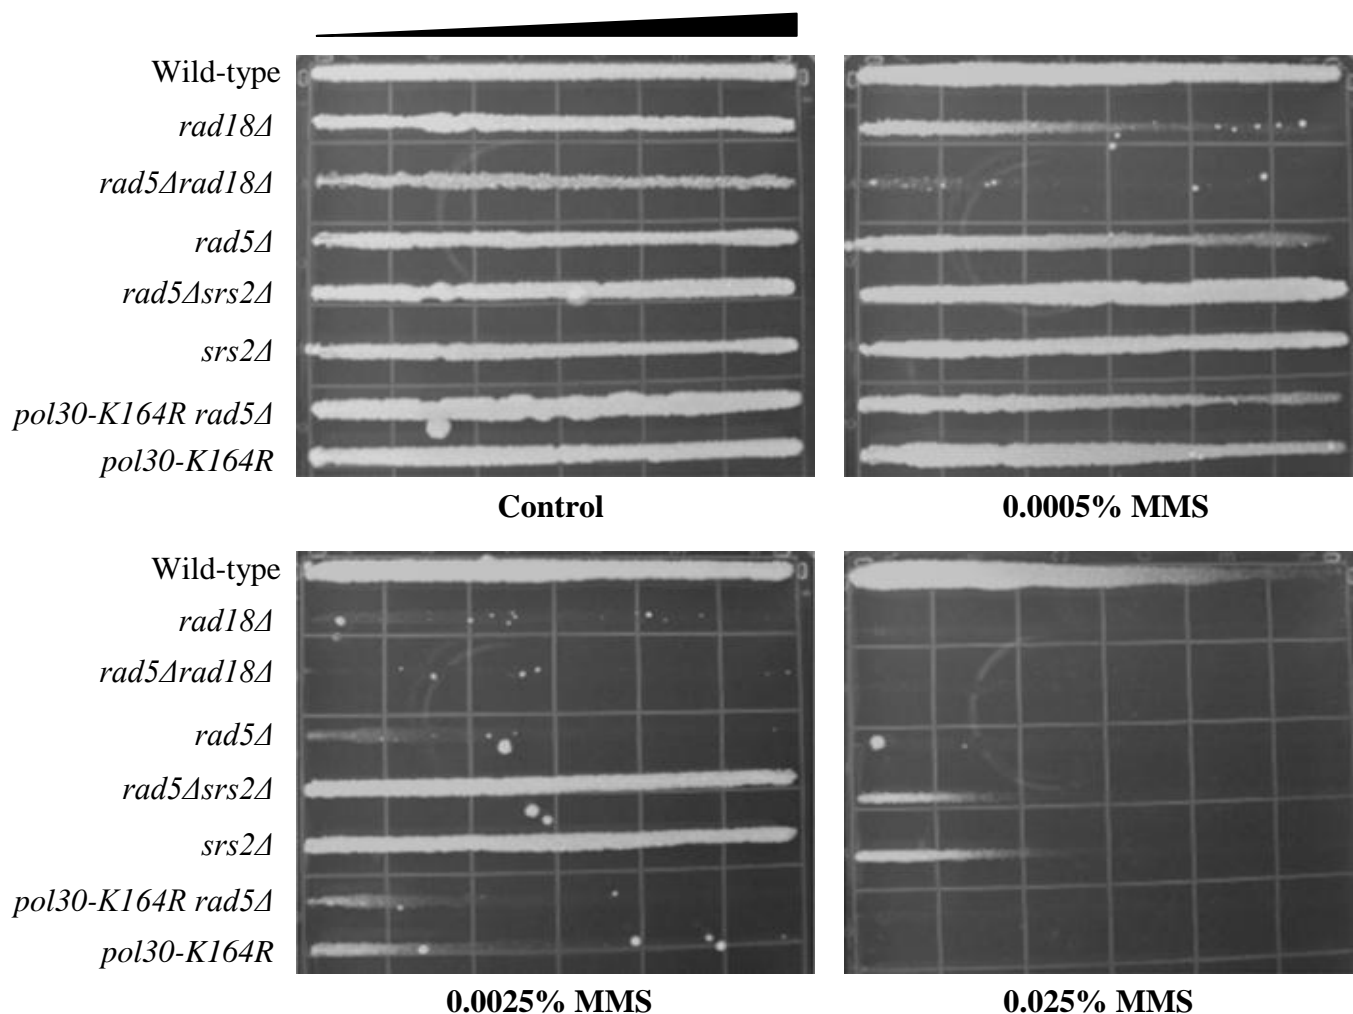 Wild-type
rad18Δ
rad5Δrad18Δ
rad5Δ
rad5Δsrs2Δ
srs2Δ
pol30-K164R rad5Δ
pol30-K164R
Control
0.0005% MMS
Wild-type
rad18Δ
rad5Δrad18Δ
rad5Δ
rad5Δsrs2Δ
srs2Δ
pol30-K164R rad5Δ
pol30-K164R
0.0025% MMS
0.025% MMS